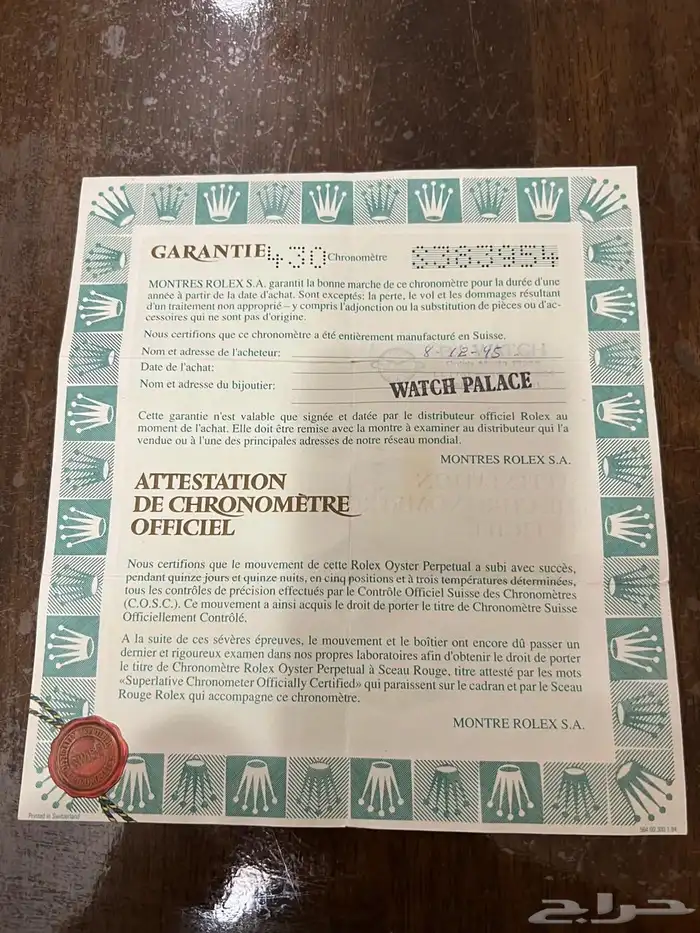 GARANTIE 430 Chronomètre
MONTRES ROLEX S.A. garantit la bonne marche de ce chronomètre pour la durée d'une
année à partir de la date d'achat. Sont exceptés: la perte, le vol et les dommages résultant
d'un traitement non approprié – y compris l'adjonction ou la substitution de pièces ou d'ac-
cessoires qui ne sont pas d'origine.
Nous certifions que ce chronomètre a été entièrement manufacturé en Suisse.
Nom et adresse de l'acheteur: 8-12-95
Date de l'achat:
Nom et adresse du bijoutier: WATCH PALACE
Cette garantie n'est valable que signée et datée par le distributeur officiel Rolex au
moment de l'achat. Elle doit être remise avec la montre à examiner au distributeur qui l'a
vendue ou à l'une des principales adresses de notre réseau mondial.
MONTRES ROLEX S.A.
ATTESTATION
DE CHRONOMÈTRE
OFFICIEL
Nous certifions que le mouvement de cette Rolex Oyster Perpetual a subi avec succès,
pendant quinze jours et quinze nuits, en cinq positions et à trois températures déterminées,
tous les contrôles de précision effectués par le Contrôle Officiel Suisse des Chronomètres
(C.O.S.C.). Ce mouvement a ainsi acquis le droit de porter le titre de Chronomètre Suisse
Officiellement Contrôlé.
A la suite de ces sévères épreuves, le mouvement et le boîtier ont encore dû passer un
dernier et rigoureux examen dans nos propres laboratoires afin d'obtenir le droit de porter
le titre de Chronomètre Rolex Oyster Perpetual à Sceau Rouge, titre attesté par les mots
«Superlative Chronometer Officially Certified» qui paraissent sur le cadran et par le Sceau
Rouge Rolex qui accompagne ce chronomètre.
MONTRE ROLEX S.A.
Printed in Switzerland
564.00.300.1.94
حراج